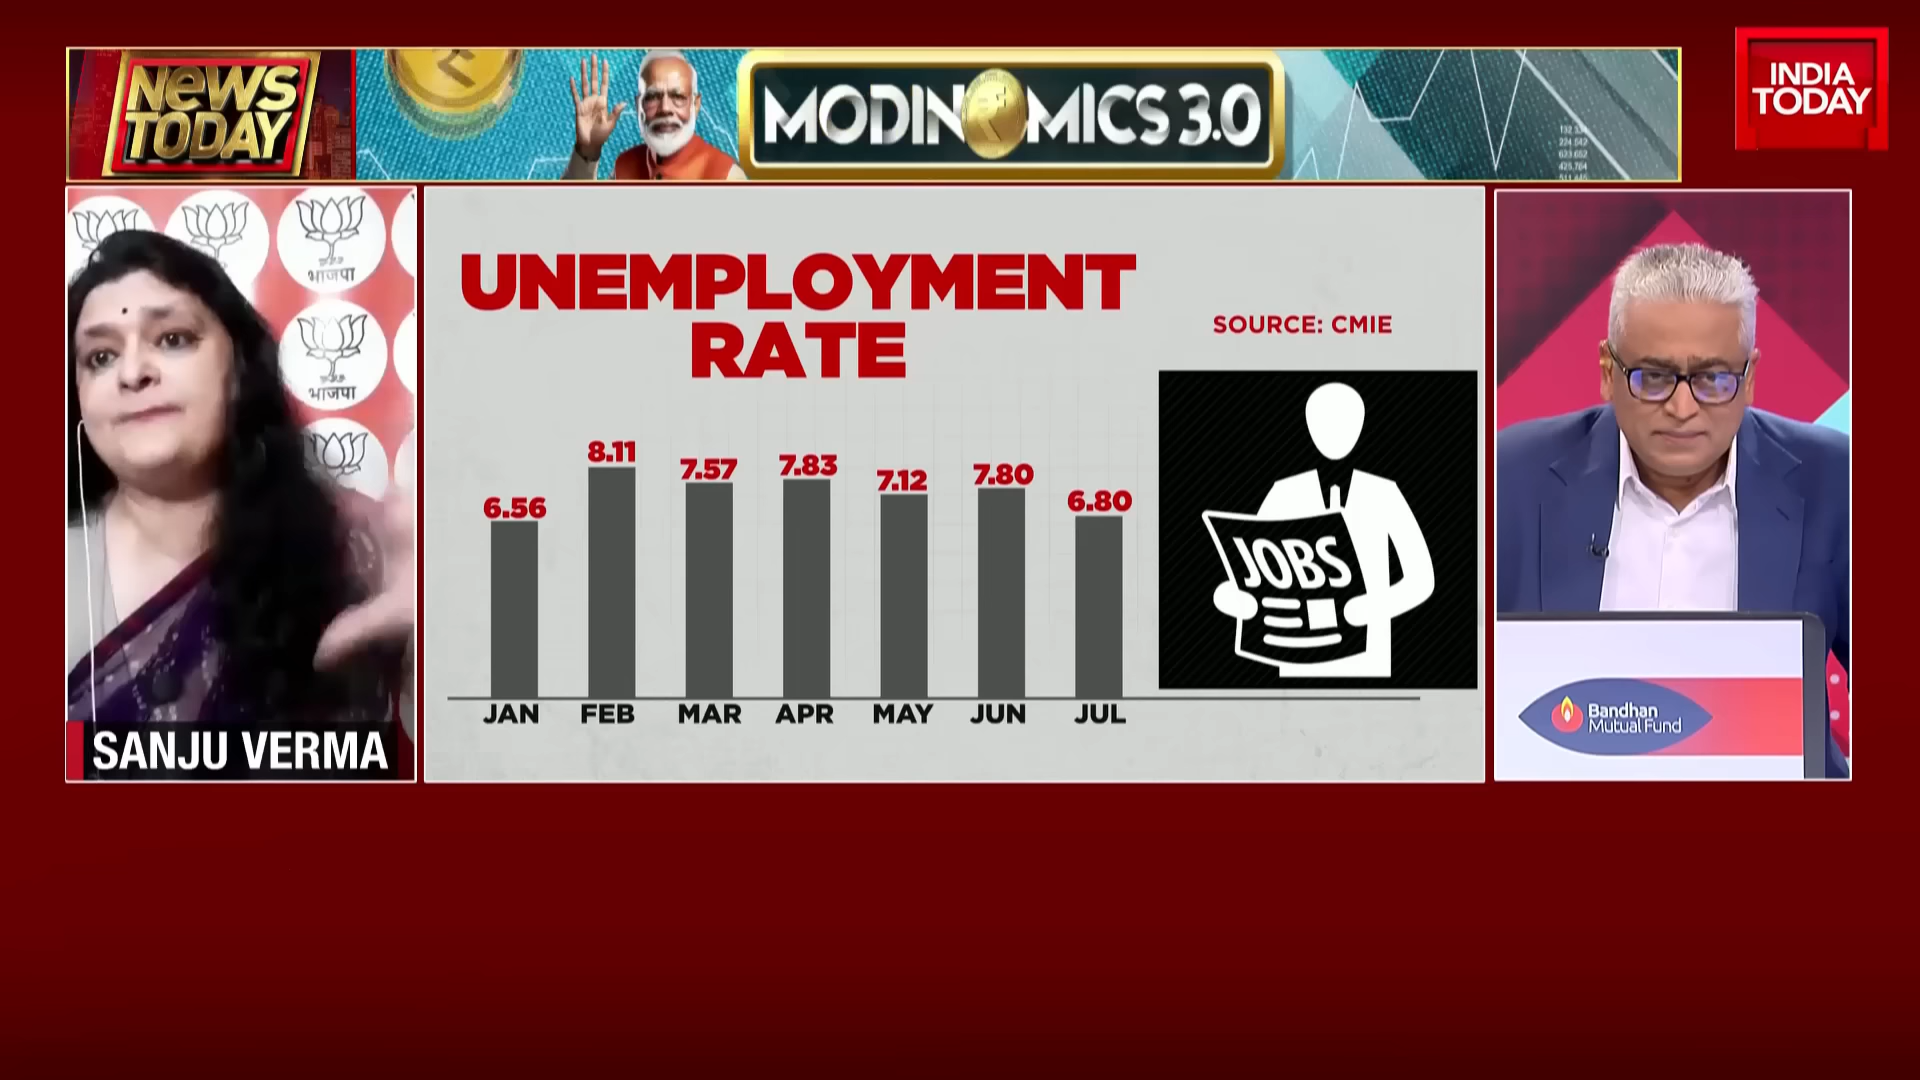 NEWS
TODAY
MODIN₹MICS 3.0
INDIA
TODAY
भाजपा
भाजपा
SANJU VERMA
UNEMPLOYMENT
RATE
SOURCE: CMIE
6.56
8.11
7.57
7.83
7.12
7.80
6.80
JAN FEB MAR APR MAY JUN JUL
JOBS
Bandhan
Mutual Fund